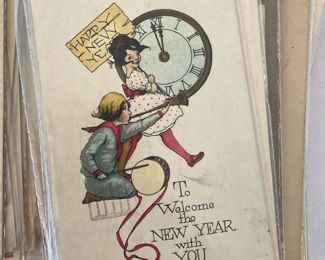 HAPPY
NEW
YEAR
To
Welcome
the
NEW YEAR
with
YOU